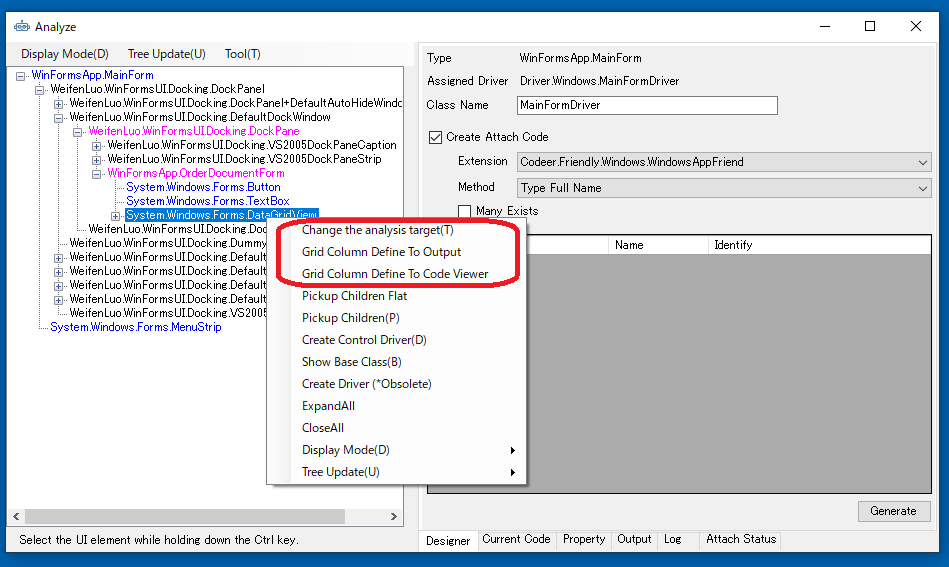 Analyze
Display Mode(D) Tree Update(U) Tool(T)
WinFormsApp.MainForm
WeifenLuo.WinFormsUI.Docking.DockPanel
WeifenLuo.WinFormsUI.Docking.DockPanel+DefaultAutoHideWindo
WeifenLuo.WinFormsUI.Docking.DefaultDockWindow
WeifenLuo.WinFormsUI.Docking.DockPane
WeifenLuo.WinFormsUI.Docking.VS2005DockPaneCaption
WeifenLuo.WinFormsUI.Docking.VS2005DockPaneStrip
WinFormsApp.OrderDocumentForm
System.Windows.Forms.Button
System.Windows.Forms.TextBox
System.Windows.Forms.DataGridView
WeifenLuo.WinFormsUI.Do
WeifenLuo.WinFormsUI.Docking.Dummy
WeifenLuo.WinFormsUI.Docking.Default
WeifenLuo.WinFormsUI.Docking.Default
WeifenLuo.WinFormsUI.Docking.Default
WeifenLuo.WinFormsUI.Docking.Default
WeifenLuo.WinFormsUI.Docking.VS2005
System.Windows.Forms.MenuStrip
Change the analysis target(T)
Grid Column Define To Output
Grid Column Define To Code Viewer
Pickup Children Flat
Pickup Children(P)
Create Control Driver(D)
Show Base Class(B)
Create Driver (*Obsolete)
ExpandAll
CloseAll
Display Mode(D)
Tree Update(U)
Select the UI element while holding down the Ctrl key.
Type WinFormsApp.MainForm
Assigned Driver Driver.Windows.MainFormDriver
Class Name MainFormDriver
Create Attach Code
Extension Codeer.Friendly.Windows.WindowsAppFriend
Method Type Full Name
Many Exists
Name Identify
Generate
Designer Current Code Property Output Log Attach Status